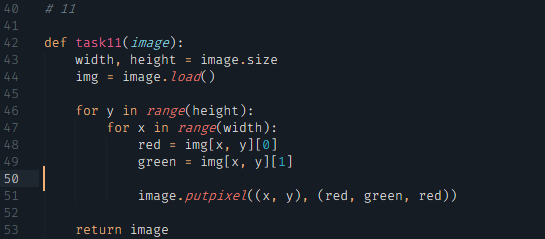 40 # 11
41
42 def task11(image):
43     width, height = image.size
44     img = image.load()
45
46     for y in range(height):
47         for x in range(width):
48             red = img[x, y][0]
49             green = img[x, y][1]
50
51             image.putpixel((x, y), (red, green, red))
52
53     return image